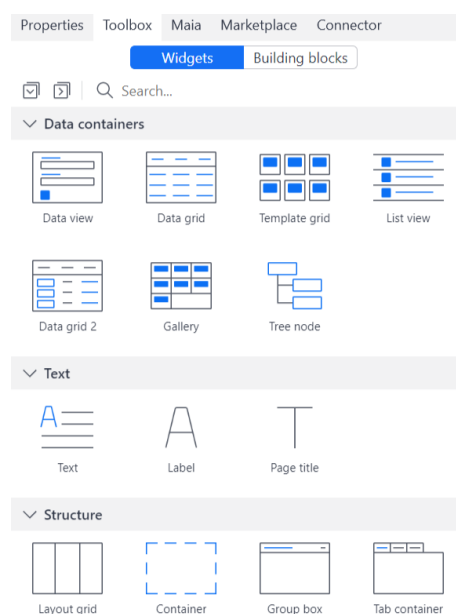 Properties Toolbox Maia Marketplace Connector
Widgets Building blocks
Search...
Data containers
Data view Data grid Template grid List view
Data grid 2 Gallery Tree node
Text
Text Label Page title
Structure
Layout grid Container Group box Tab container